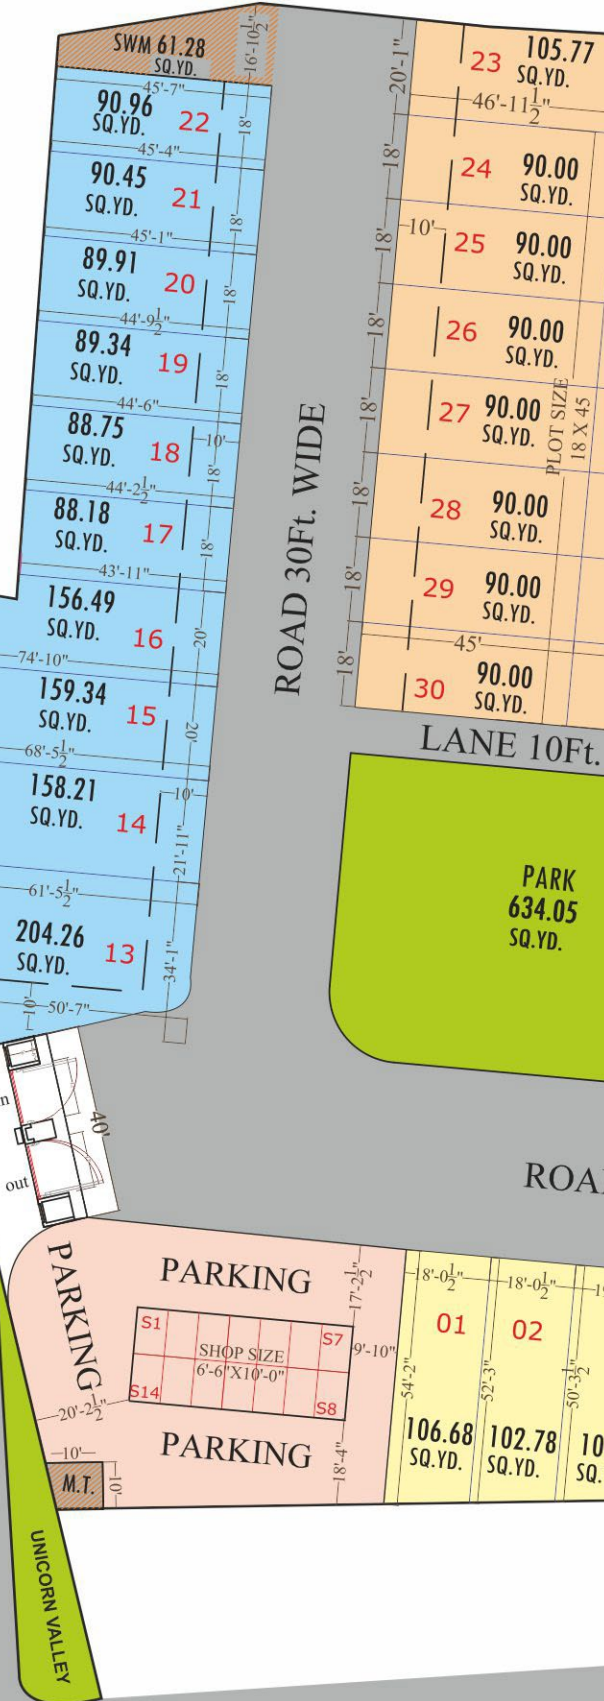 SWM 61.28
SQ.YD.
16'-10½"
45'-7"
90.96
SQ.YD.
22
18'
45'-4"
90.45
SQ.YD.
21
18'
45'-1"
89.91
SQ.YD.
20
18'
44'-9½"
89.34
SQ.YD.
19
18'
44'-6"
88.75
SQ.YD.
18
10'
18'
44'-2½"
88.18
SQ.YD.
17
18'
43'-11"
156.49
SQ.YD.
16
20'
74'-10"
159.34
SQ.YD.
15
20'
68'-5½"
158.21
SQ.YD.
14
10'
21'-11"
61'-5½"
204.26
SQ.YD.
13
34'-1"
10'
50'-7"
ROAD 30Ft. WIDE
20'-1"
23
105.77
SQ.YD.
46'-11½"
18'
24
90.00
SQ.YD.
18'
10'
25
90.00
SQ.YD.
18'
26
90.00
SQ.YD.
18'
27
90.00
SQ.YD.
PLOT SIZE
18 X 45
18'
28
90.00
SQ.YD.
18'
29
90.00
SQ.YD.
45'
18'
30
90.00
SQ.YD.
LANE 10Ft.
PARK
634.05
SQ.YD.
40'
out
PARKING
PARKING
17'-2½"
S1
S7
SHOP SIZE
6'-6"X10'-0"
9'-10"
S14
S8
20'-2½"
PARKING
18'-4"
10'
M.T.
10'
18'-0½"
18'-0½"
01
02
54'-2"
52'-3"
50'-3½"
106.68
SQ.YD.
102.78
SQ.YD.
UNICORN VALLEY